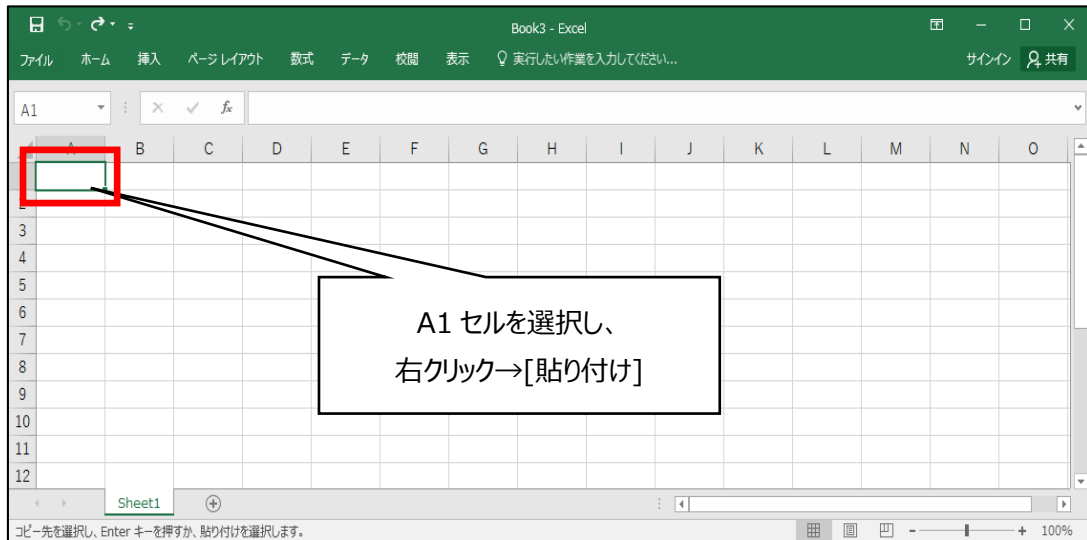 Book3 - Excel
ファイル ホーム 挿入 ページ レイアウト 数式 データ 校閲 表示 実行したい作業を入力してください... サインイン 共有
A1 fx
A B C D E F G H I J K L M N O
2
3
4
5
6
7
8
9
10
11
12
A1 セルを選択し、
右クリック→[貼り付け]
Sheet1
コピー先を選択し、Enter キーを押すか、貼り付けを選択します。 100%